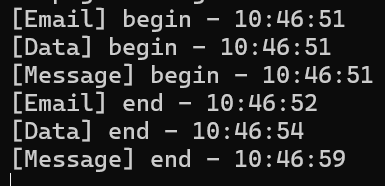 [Email] begin - 10:46:51
[Data] begin - 10:46:51
[Message] begin - 10:46:51
[Email] end - 10:46:52
[Data] end - 10:46:54
[Message] end - 10:46:59